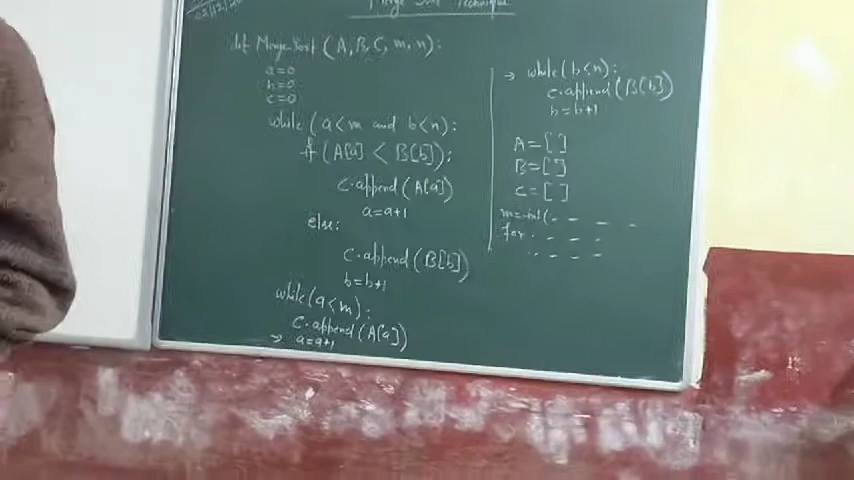 Merge Sort Technique
def Merge-Sort (A, B, C, m, n):
a=0
b=0
c=0
while (a<m and b<n):
if (A[a] < B[b]):
C.append(A[a])
a=a+1
else:
C.append(B[b])
b=b+1
while(a<m):
C.append(A[a])
→ a=a+1
→ while(b<n):
C.append(B[b])
b=b+1
A=[ ]
B=[ ]
C=[ ]
m=int(- - - -
for - - - -
- - - -